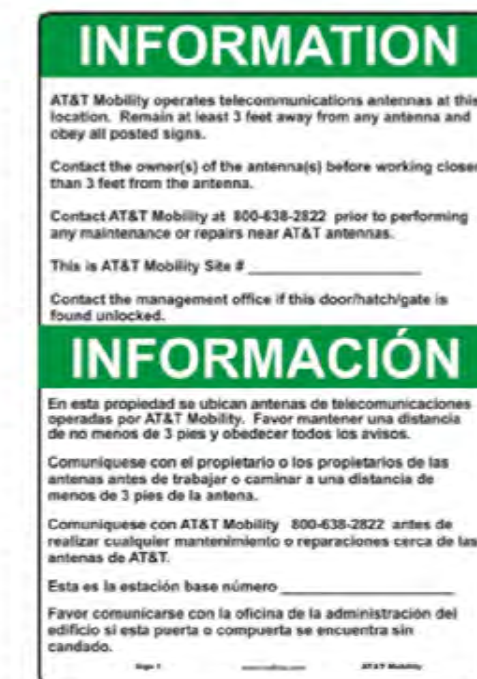 INFORMATION
AT&T Mobility operates telecommunications antennas at this
location. Remain at least 3 feet away from any antenna and
obey all posted signs.
Contact the owner(s) of the antenna(s) before working closer
than 3 feet from the antenna.
Contact AT&T Mobility at 800-638-2822 prior to performing
any maintenance or repairs near AT&T antennas.
This is AT&T Mobility Site # ____________________
Contact the management office if this door/hatch/gate is
found unlocked.
INFORMACIÓN
En esta propiedad se ubican antenas de telecomunicaciones
operadas por AT&T Mobility. Favor mantener una distancia
de no menos de 3 pies y obedecer todos los avisos.
Comuniquese con el propietario o los propietarios de las
antenas antes de trabajar o caminar a una distancia de
menos de 3 pies de la antena.
Comuniquese con AT&T Mobility 800-638-2822 antes de
realizar cualquier mantenimiento o reparaciones cerca de las
antenas de AT&T.
Esta es la estación base número ____________________
Favor comunicarse con la oficina de la administración del
edificio si esta puerta o compuerta se encuentra sin
candado.
Sign 1 AT&T Mobility